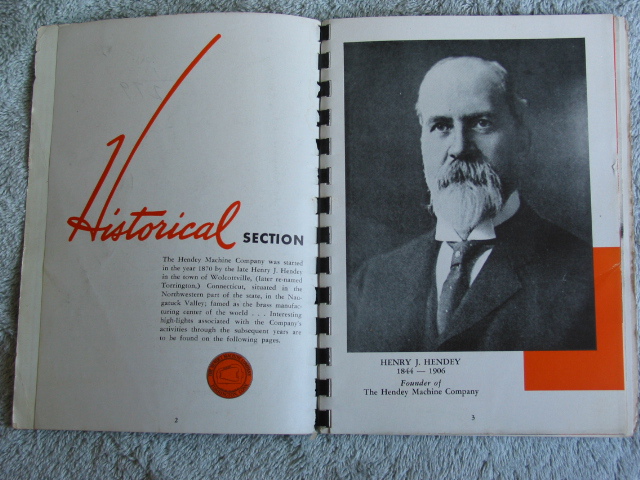 Historical SECTION
The Hendey Machine Company was started
in the year 1870 by the late Henry J. Hendey
in the town of Wolcottville, (later re-named
Torrington,) Connecticut, situated in the
Northwestern part of the state, in the Nau-
gatuck Valley; famed as the brass manufac-
turing center of the world . . . Interesting
high-lights associated with the Company's
activities through the subsequent years are
to be found on the following pages.
2
HENRY J. HENDEY
1844 — 1906
Founder of
The Hendey Machine Company
3